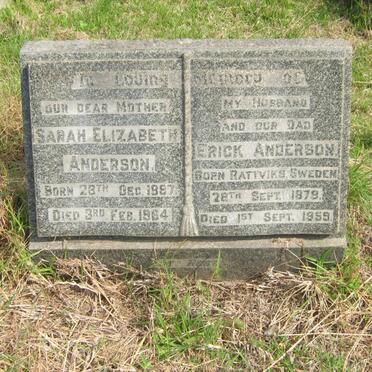 In Loving Memory Of
Our Dear Mother
Sarah Elizabeth
Anderson.
Born 28th Dec. 1887
Died 3rd Feb. 1964
My Husband
And Our Dad
Erick Anderson
Born Rattviks Sweden
28th Sept. 1879.
Died 1st Sept. 1959.